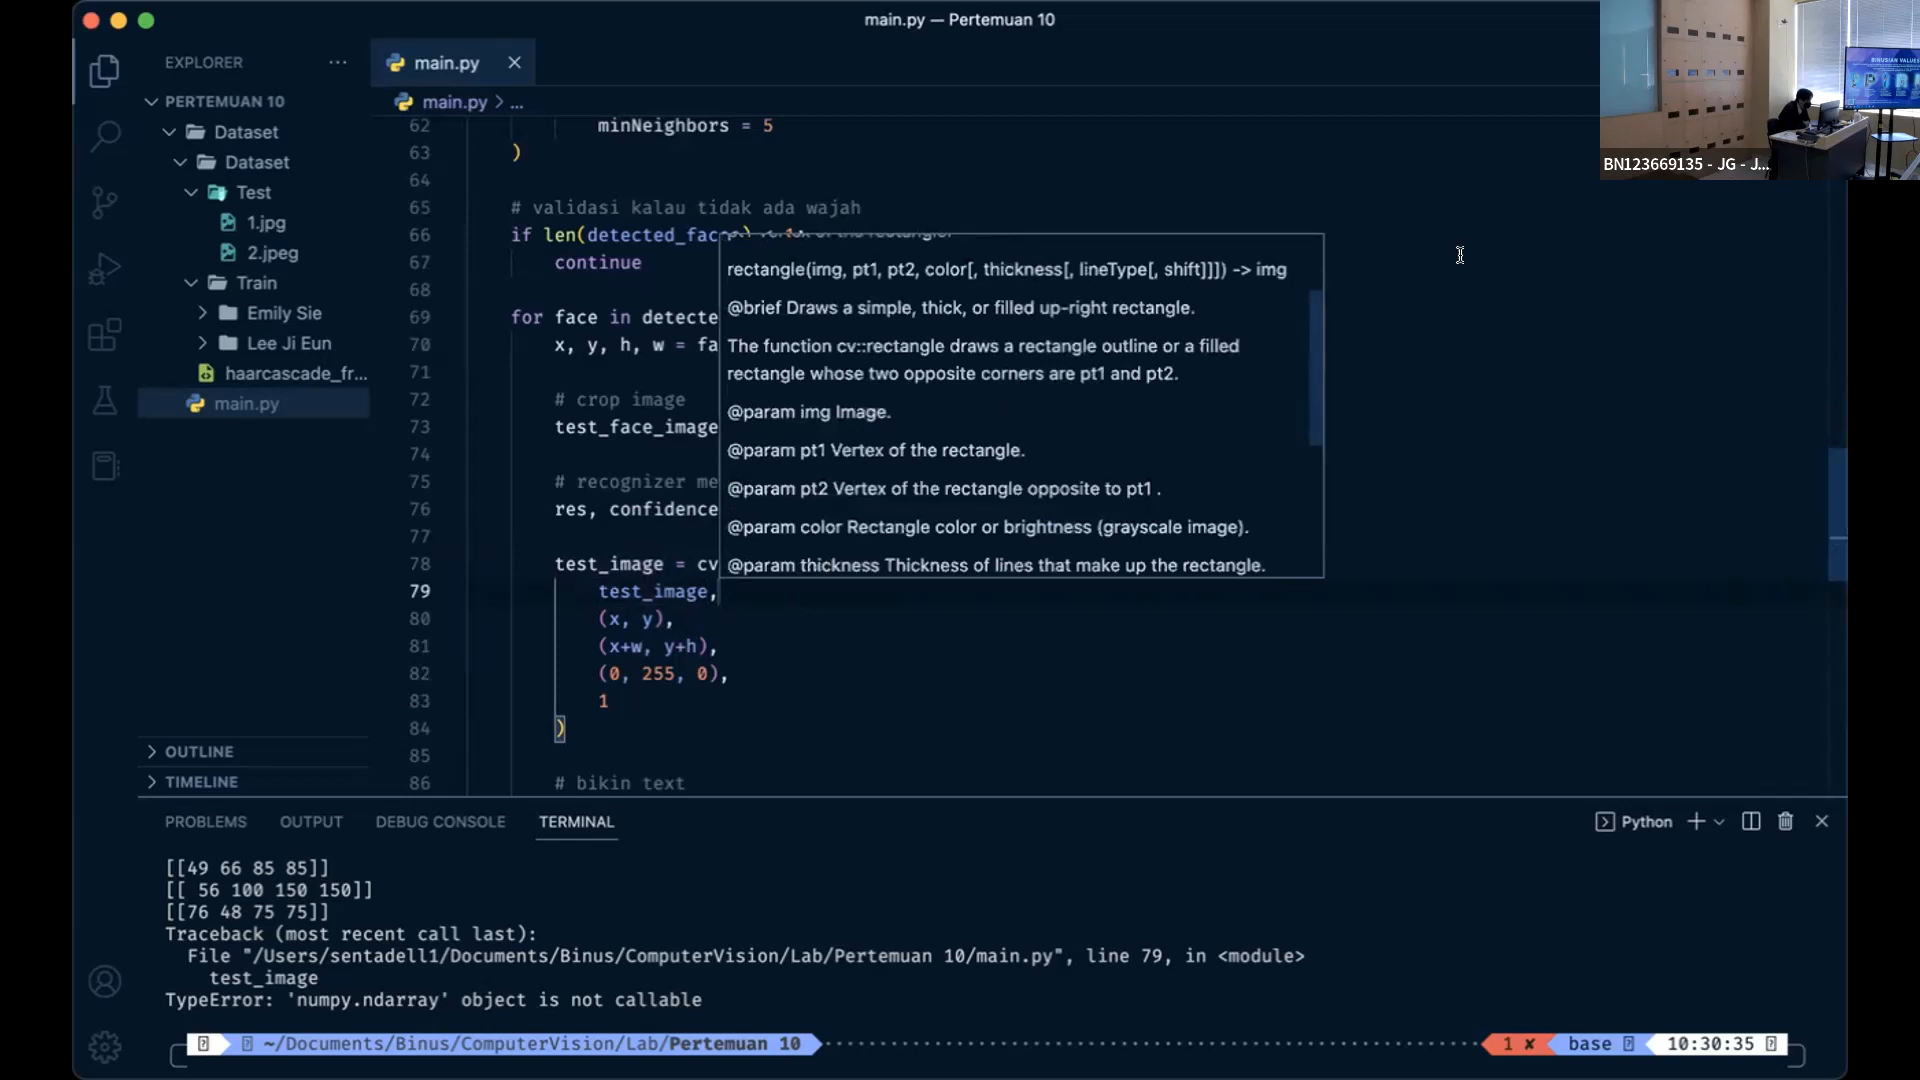 main.py — Pertemuan 10
EXPLORER
main.py
PERTEMUAN 10
Dataset
Dataset
Test
1.jpg
2.jpeg
Train
Emily Sie
Lee Ji Eun
haarcascade_fr...
main.py
OUTLINE
TIMELINE
main.py > ...
62 minNeighbors = 5
63 )
64
65 # validasi kalau tidak ada wajah
66 if len(detected_face
67 continue
68
69 for face in detecte
70 x, y, h, w = fa
71
72 # crop image
73 test_face_image
74
75 # recognizer me
76 res, confidence
77
78 test_image = cv
79 test_image,
80 (x, y),
81 (x+w, y+h),
82 (0, 255, 0),
83 1
84 )
85
86 # bikin text
rectangle(img, pt1, pt2, color[, thickness[, lineType[, shift]]]) -> img
@brief Draws a simple, thick, or filled up-right rectangle.
The function cv::rectangle draws a rectangle outline or a filled
rectangle whose two opposite corners are pt1 and pt2.
@param img Image.
@param pt1 Vertex of the rectangle.
@param pt2 Vertex of the rectangle opposite to pt1 .
@param color Rectangle color or brightness (grayscale image).
@param thickness Thickness of lines that make up the rectangle.
BINUSIAN VALUES
BN123669135 - JG - J...
PROBLEMS OUTPUT DEBUG CONSOLE TERMINAL
Python
[[49 66 85 85]]
[[ 56 100 150 150]]
[[76 48 75 75]]
Traceback (most recent call last):
File "/Users/sentadell1/Documents/Binus/ComputerVision/Lab/Pertemuan 10/main.py", line 79, in <module>
test_image
TypeError: 'numpy.ndarray' object is not callable
~/Documents/Binus/ComputerVision/Lab/Pertemuan 10
1 ✘ base 10:30:35